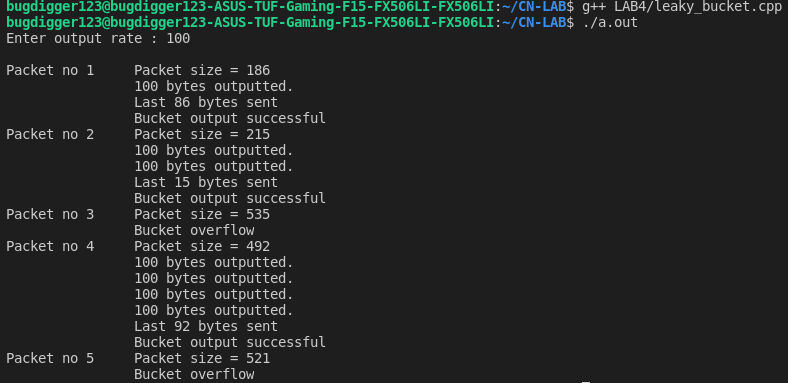 bugdigger123@bugdigger123-ASUS-TUF-Gaming-F15-FX506LI-FX506LI:~/CN-LAB$ g++ LAB4/leaky_bucket.cpp
bugdigger123@bugdigger123-ASUS-TUF-Gaming-F15-FX506LI-FX506LI:~/CN-LAB$ ./a.out
Enter output rate : 100
Packet no 1     Packet size = 186
                100 bytes outputted.
                Last 86 bytes sent
                Bucket output successful
Packet no 2     Packet size = 215
                100 bytes outputted.
                100 bytes outputted.
                Last 15 bytes sent
                Bucket output successful
Packet no 3     Packet size = 535
                Bucket overflow
Packet no 4     Packet size = 492
                100 bytes outputted.
                100 bytes outputted.
                100 bytes outputted.
                100 bytes outputted.
                Last 92 bytes sent
                Bucket output successful
Packet no 5     Packet size = 521
                Bucket overflow